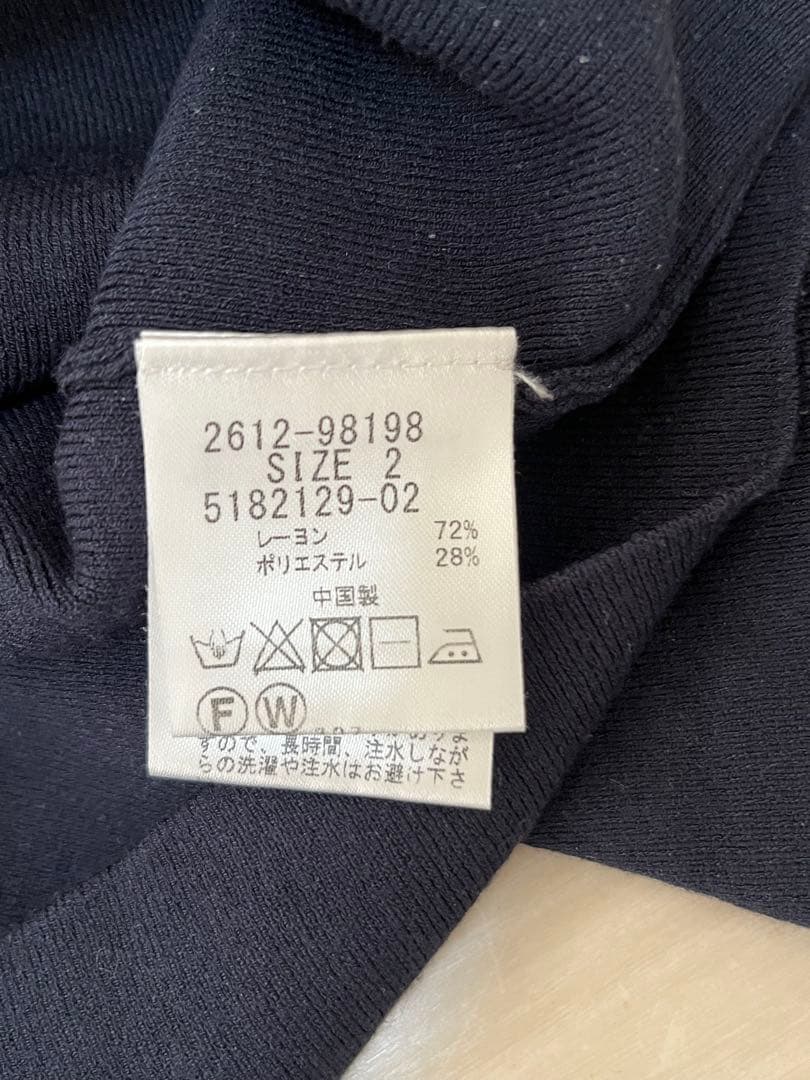 2612-98198
SIZE 2
5182129-02
レーヨン 72%
ポリエステル 28%
中国製
F W
すので、長時間、注水しなが
らの洗濯や注水はお避け下さ